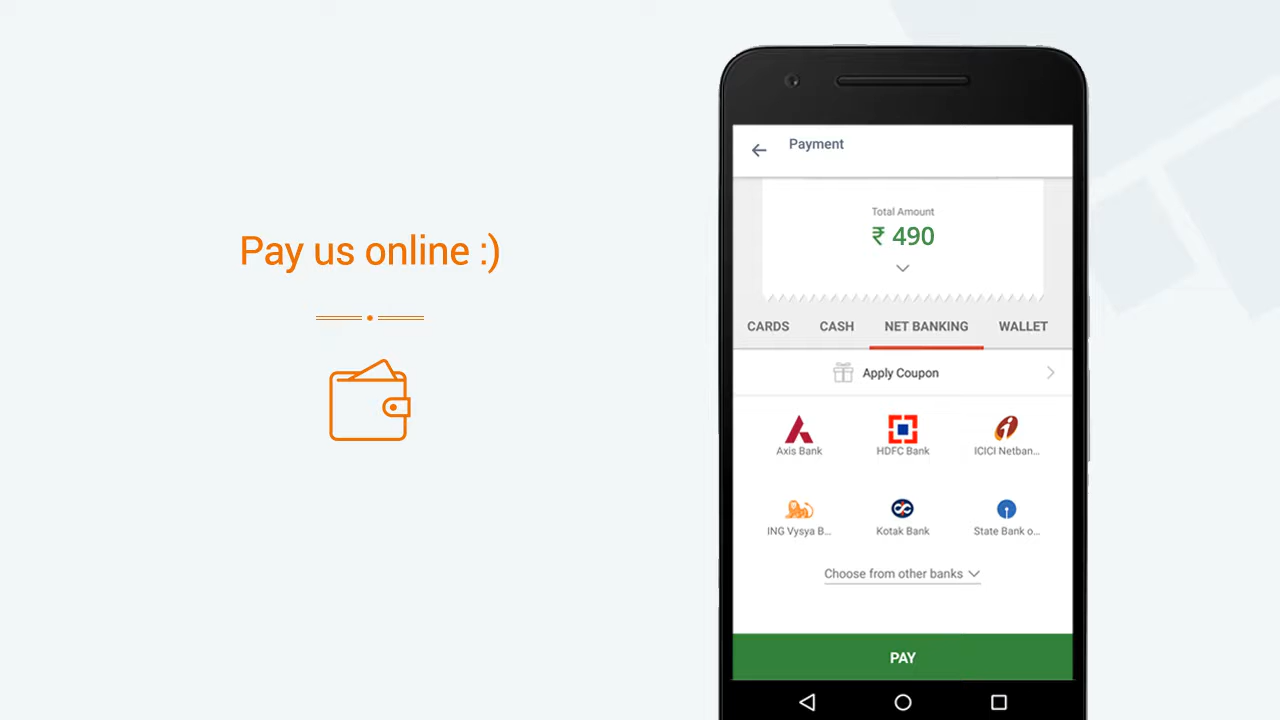 Pay us online :)
Payment
Total Amount
₹ 490
CARDS CASH NET BANKING WALLET
Apply Coupon
Axis Bank HDFC Bank ICICI Netban...
ING Vysya B... Kotak Bank State Bank o...
Choose from other banks
PAY